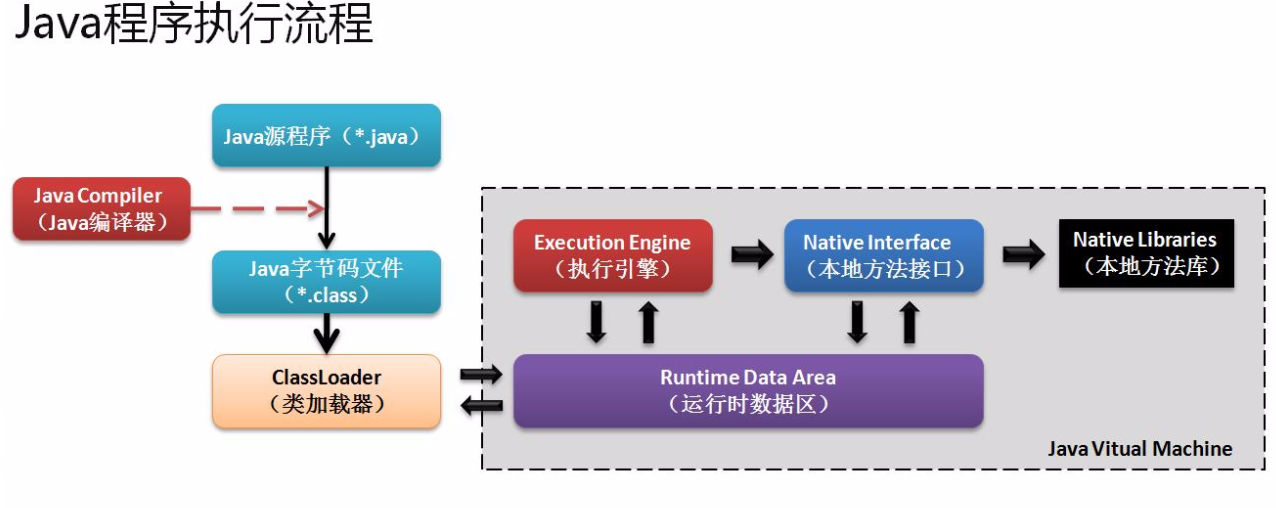 Java程序执行流程
Java源程序（*.java）
Java Compiler
（Java编译器）
Java字节码文件
（*.class）
ClassLoader
（类加载器）
Execution Engine
（执行引擎）
Native Interface
（本地方法接口）
Native Libraries
（本地方法库）
Runtime Data Area
（运行时数据区）
Java Vitual Machine